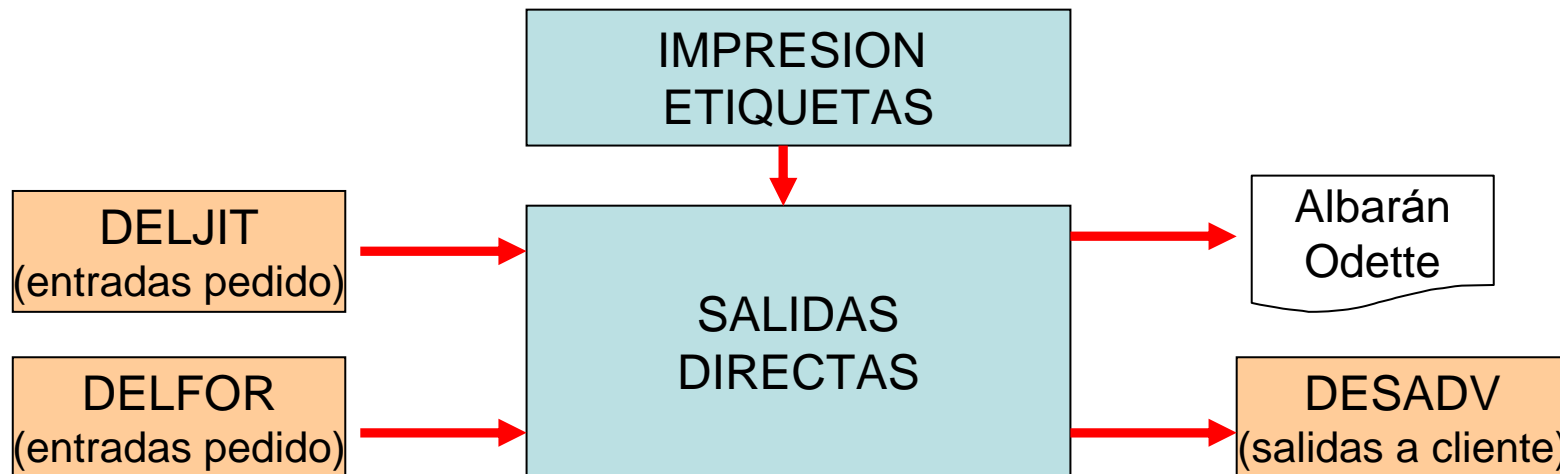 IMPRESION
ETIQUETAS
DELJIT
(entradas pedido)
DELFOR
(entradas pedido)
SALIDAS
DIRECTAS
Albarán
Odette
DESADV
(salidas a cliente)